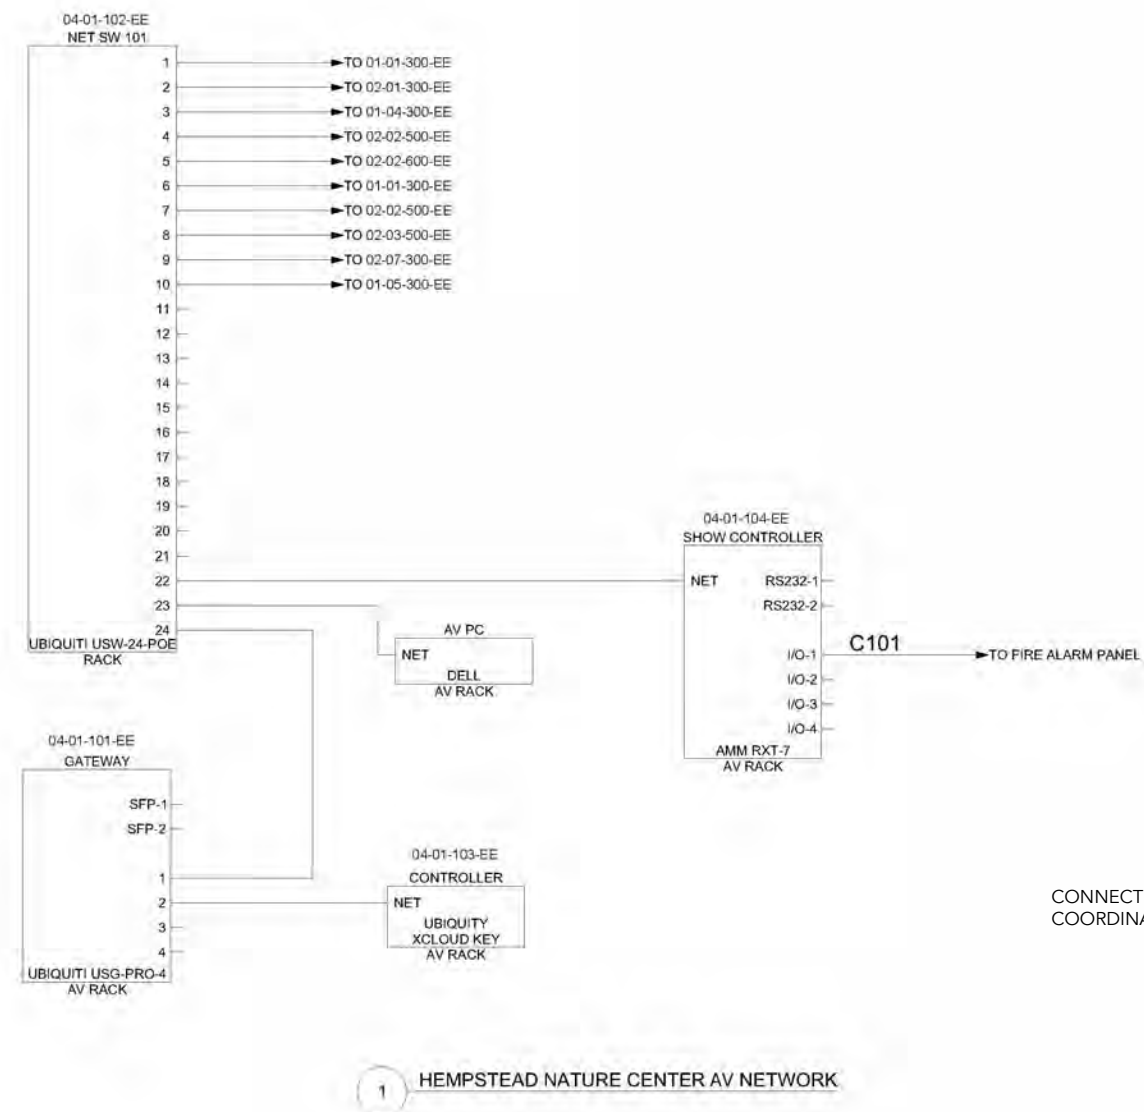 04-01-102-EE
NET SW 101
1
TO 01-01-300-EE
2
TO 02-01-300-EE
3
TO 01-04-300-EE
4
TO 02-02-500-EE
5
TO 02-02-600-EE
6
TO 01-01-300-EE
7
TO 02-02-500-EE
8
TO 02-03-500-EE
9
TO 02-07-300-EE
10
TO 01-05-300-EE
11
12
13
14
15
16
17
18
19
20
21
22
23
24
UBIQUITI USW-24-POE
RACK
04-01-104-EE
SHOW CONTROLLER
NET
RS232-1
RS232-2
I/O-1
I/O-2
I/O-3
I/O-4
AMM RXT-7
AV RACK
C101
TO FIRE ALARM PANEL
AV PC
NET
DELL
AV RACK
04-01-101-EE
GATEWAY
SFP-1
SFP-2
1
2
3
4
UBIQUITI USG-PRO-4
AV RACK
04-01-103-EE
CONTROLLER
NET
UBIQUITY
XCLOUD KEY
AV RACK
CONNECT
COORDINA
1
HEMPSTEAD NATURE CENTER AV NETWORK